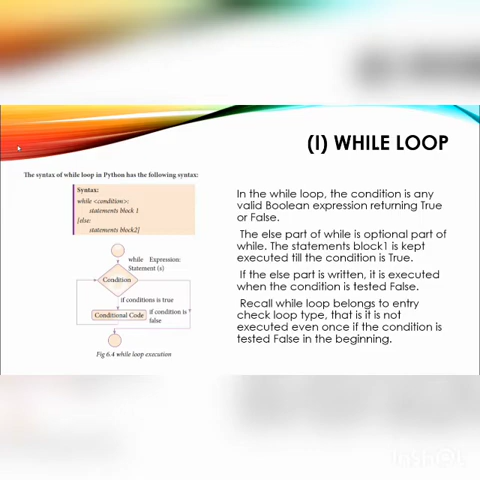 (I) WHILE LOOP
The syntax of while loop in Python has the following syntax:
Syntax:
while <condition>:
statements block 1
[else:
statements block2]
while Expression:
Statement (s)
Condition
if conditions is true
Conditional Code
if condition is
false
Fig 6.4 while loop execution
In the while loop, the condition is any
valid Boolean expression returning True
or False.
The else part of while is optional part of
while. The statements block1 is kept
executed till the condition is True.
If the else part is written, it is executed
when the condition is tested False.
Recall while loop belongs to entry
check loop type, that is it is not
executed even once if the condition is
tested False in the beginning.